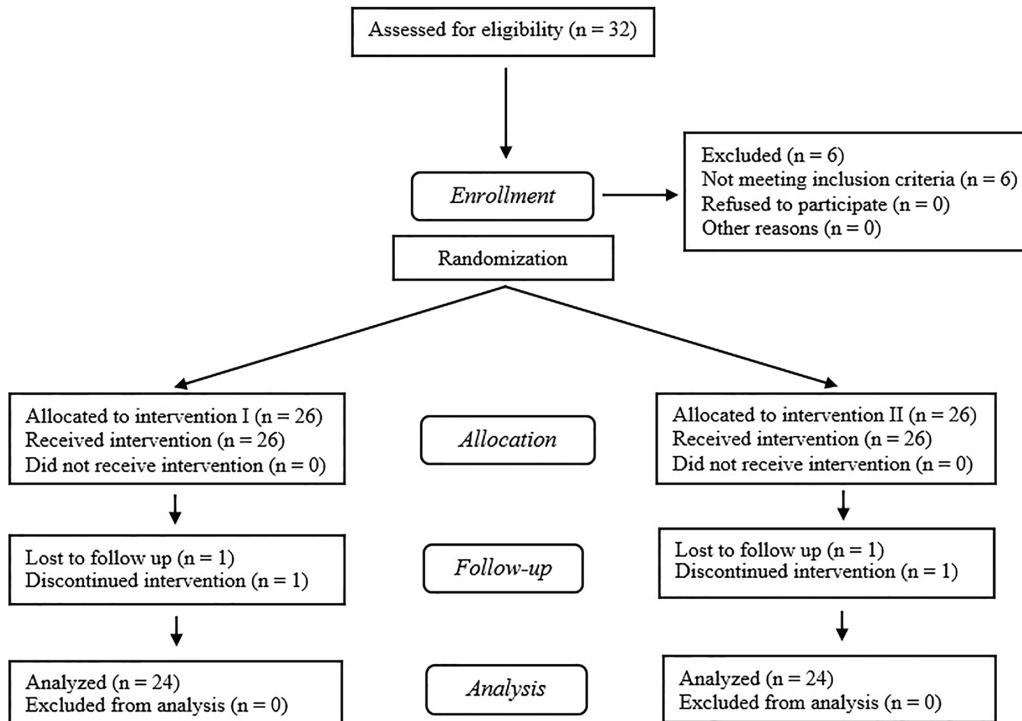 Assessed for eligibility (n = 32)
Excluded (n = 6)
Not meeting inclusion criteria (n = 6)
Refused to participate (n = 0)
Other reasons (n = 0)
Enrollment
Randomization
Allocated to intervention I (n = 26)
Received intervention (n = 26)
Did not receive intervention (n = 0)
Allocation
Allocated to intervention II (n = 26)
Received intervention (n = 26)
Did not receive intervention (n = 0)
Lost to follow up (n = 1)
Discontinued intervention (n = 1)
Follow-up
Lost to follow up (n = 1)
Discontinued intervention (n = 1)
Analyzed (n = 24)
Excluded from analysis (n = 0)
Analysis
Analyzed (n = 24)
Excluded from analysis (n = 0)